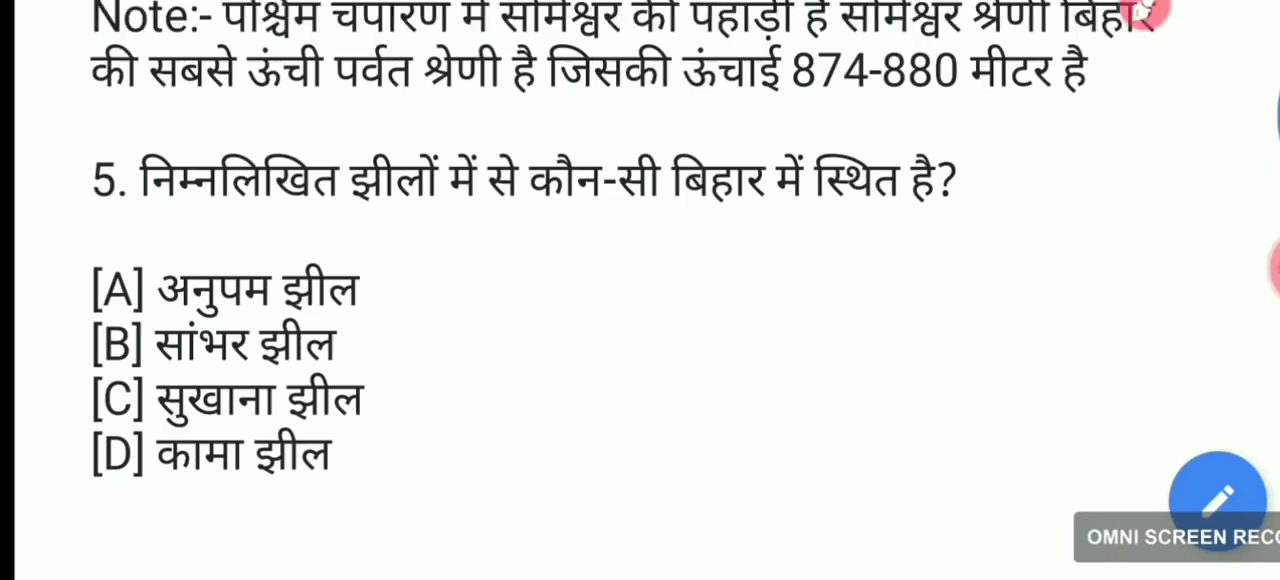 Note:- पश्चिम चंपारण में सोमेश्वर की पहाड़ी है सोमेश्वर श्रेणी बिहार
की सबसे ऊंची पर्वत श्रेणी है जिसकी ऊंचाई 874-880 मीटर है
5. निम्नलिखित झीलों में से कौन-सी बिहार में स्थित है?
[A] अनुपम झील
[B] सांभर झील
[C] सुखाना झील
[D] कामा झील
OMNI SCREEN